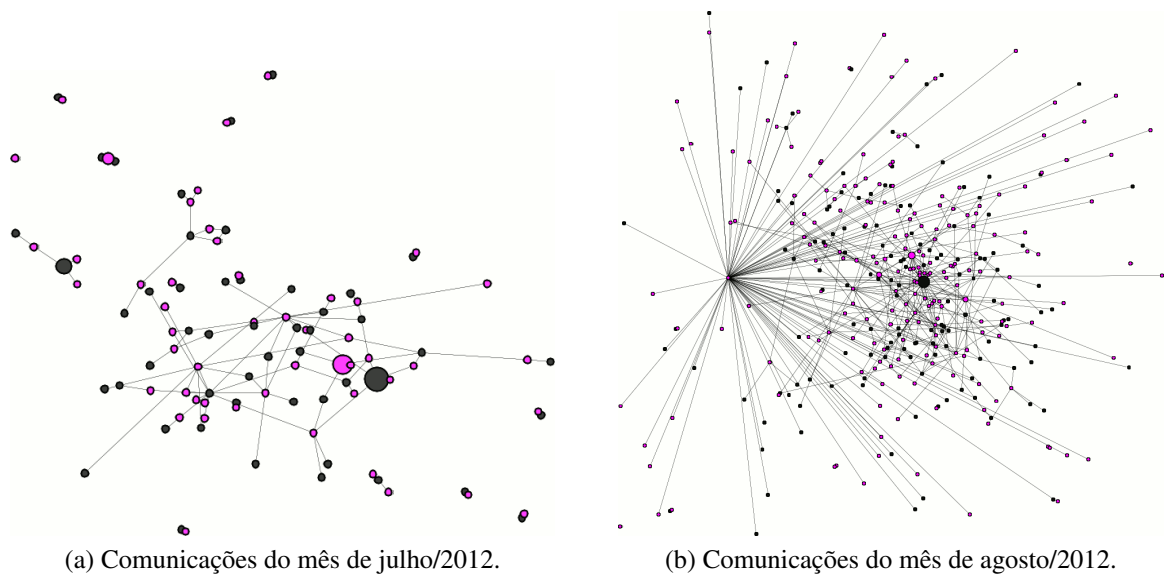 (a) Comunicações do mês de julho/2012.
(b) Comunicações do mês de agosto/2012.